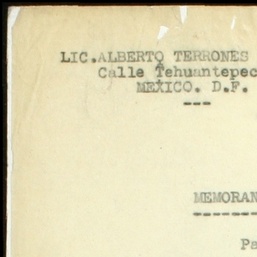 LIC.ALBERTO TERRONES
Calle Tehuantepec
MEXICO. D.F.
---
MEMORAN
-------
Pa